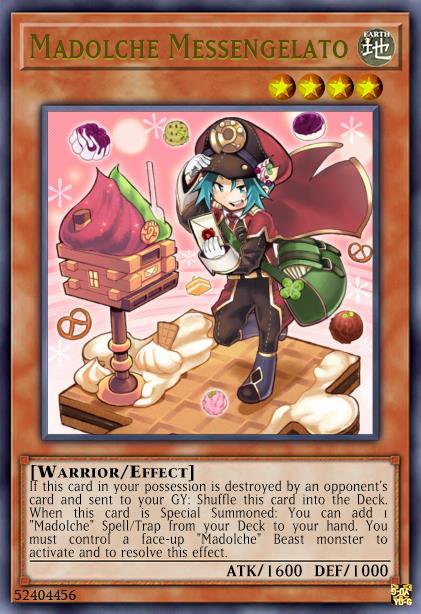 MADOLCHE MESSENGELATO
EARTH
地
[WARRIOR/EFFECT]
If this card in your possession is destroyed by an opponent's
card and sent to your GY: Shuffle this card into the Deck.
When this card is Special Summoned: You can add 1
"Madolche" Spell/Trap from your Deck to your hand. You
must control a face-up "Madolche" Beast monster to
activate and to resolve this effect.
ATK/1600 DEF/1000
52404456